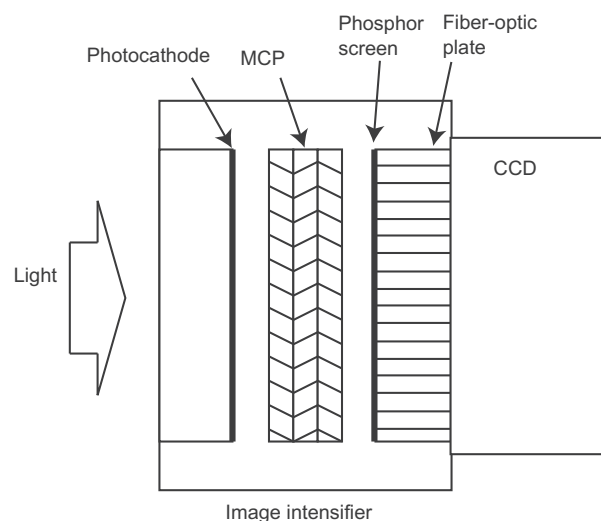 Photocathode
MCP
Phosphor
screen
Fiber-optic
plate
CCD
Light
Image intensifier